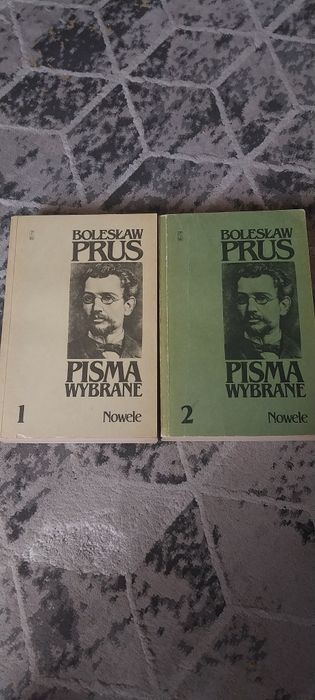 BOLESŁAW
PRUS
PISMA
WYBRANE
1
Nowele
BOLESŁAW
PRUS
PISMA
WYBRANE
2
Nowele